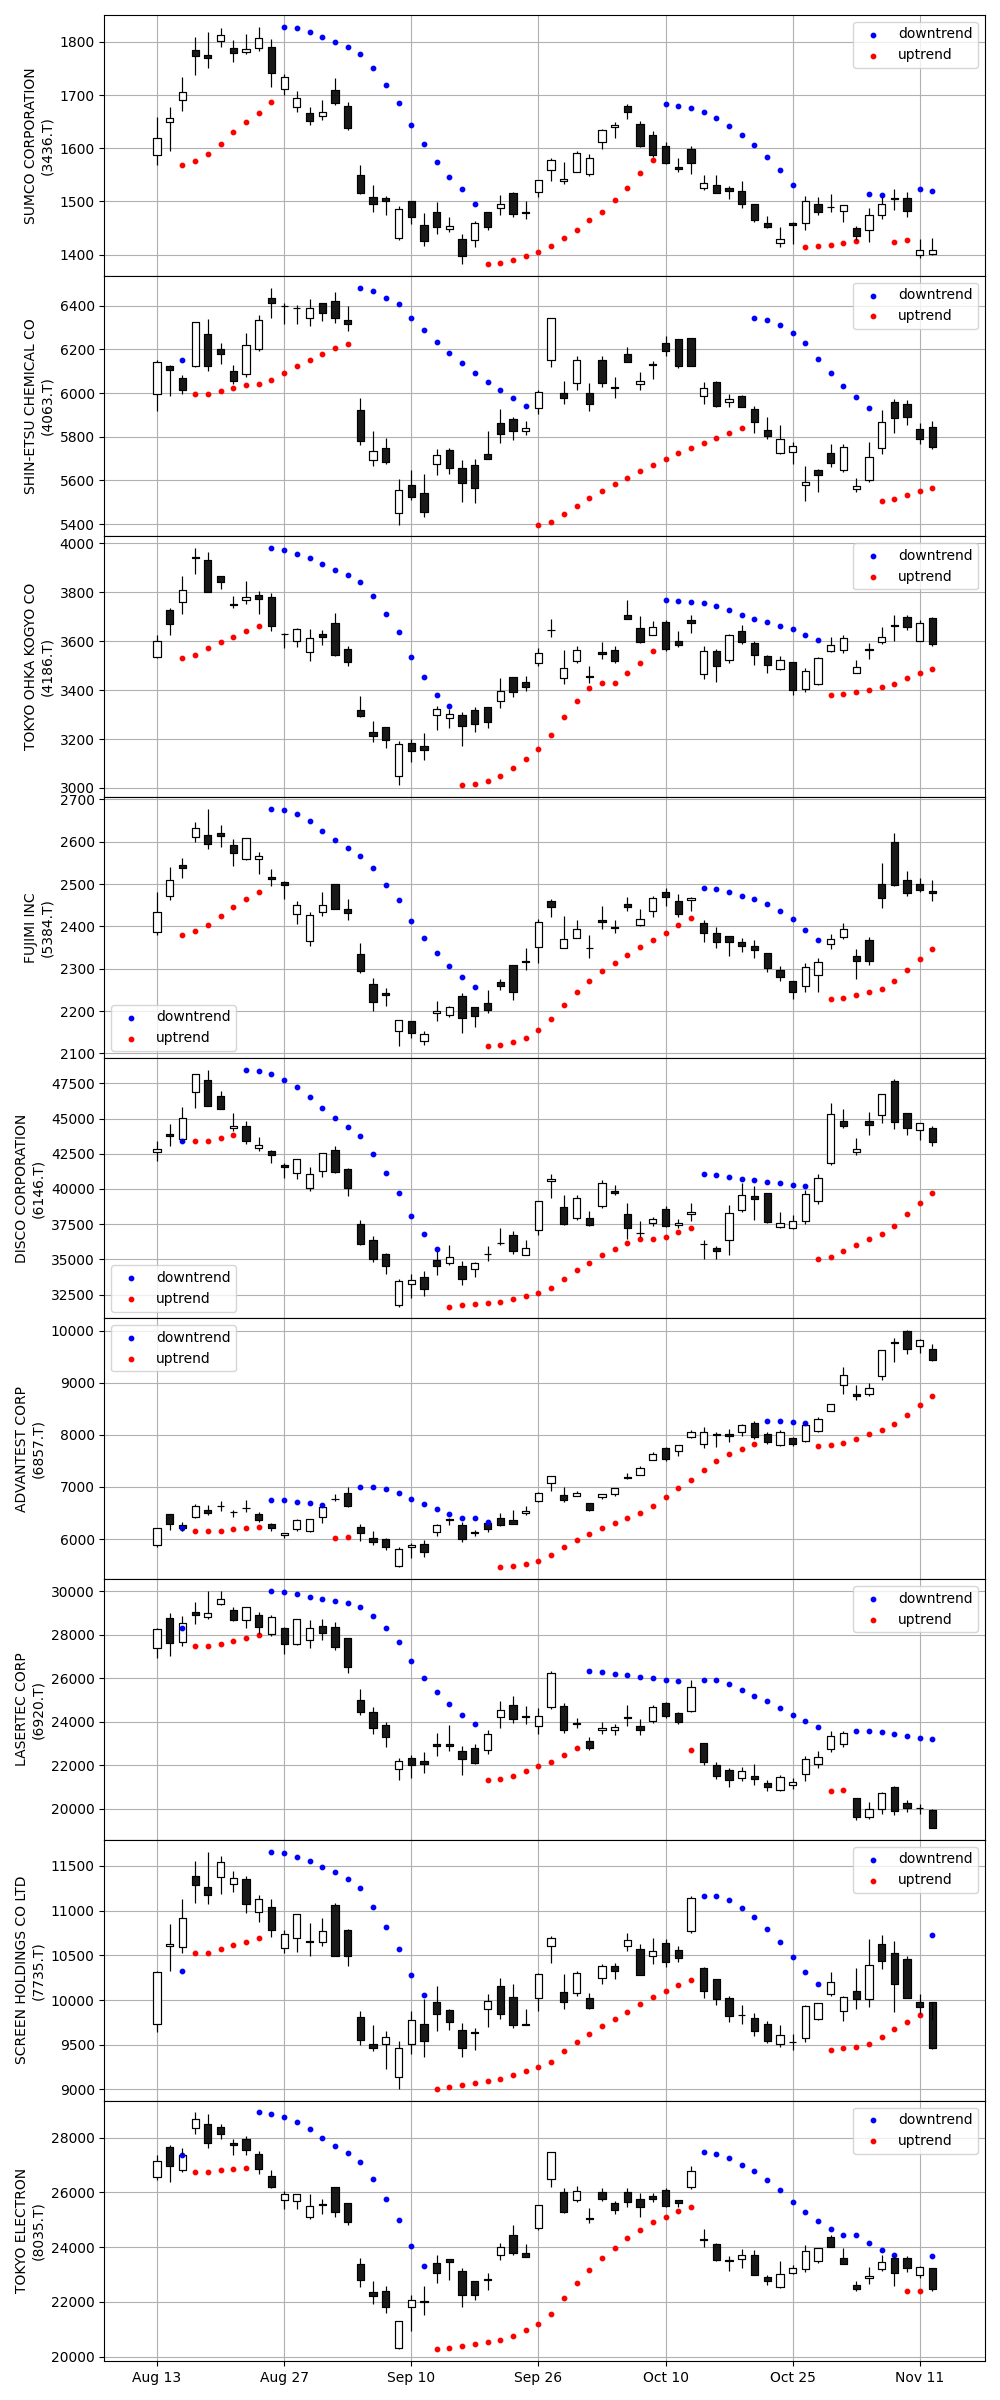 SUMCO CORPORATION
(3436.T)
1800
1700
1600
1500
1400
downtrend
uptrend
SHIN-ETSU CHEMICAL CO
(4063.T)
6400
6200
6000
5800
5600
5400
downtrend
uptrend
TOKYO OHKA KOGYO CO
(4186.T)
4000
3800
3600
3400
3200
3000
downtrend
uptrend
FUJIMI INC
(5384.T)
2700
2600
2500
2400
2300
2200
2100
downtrend
uptrend
DISCO CORPORATION
(6146.T)
47500
45000
42500
40000
37500
35000
32500
downtrend
uptrend
ADVANTEST CORP
(6857.T)
10000
9000
8000
7000
6000
downtrend
uptrend
LASERTEC CORP
(6920.T)
30000
28000
26000
24000
22000
20000
downtrend
uptrend
SCREEN HOLDINGS CO LTD
(7735.T)
11500
11000
10500
10000
9500
9000
downtrend
uptrend
TOKYO ELECTRON
(8035.T)
28000
26000
24000
22000
20000
downtrend
uptrend
Aug 13 Aug 27 Sep 10 Sep 26 Oct 10 Oct 25 Nov 11